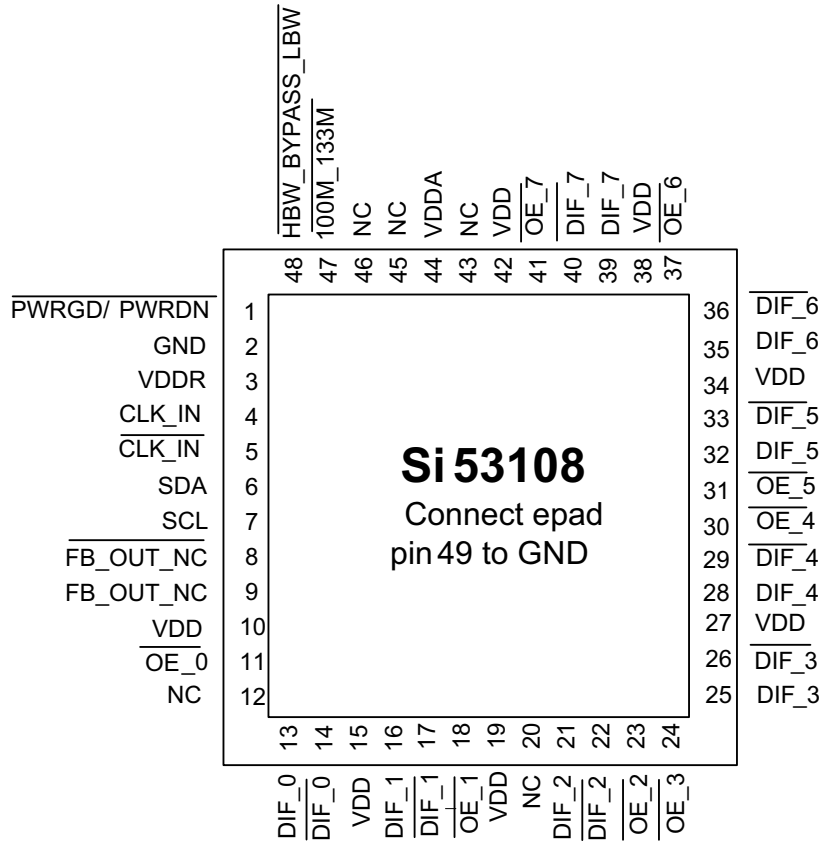 HBW_BYPASS_LBW
100M_133M
NC
NC
VDDA
NC
VDD
OE_7
DIF_7
DIF_7
VDD
OE_6
48
47
46
45
44
43
42
41
40
39
38
37
PWRGD/ PWRDN
1
GND
2
VDDR
3
CLK_IN
4
CLK_IN
5
SDA
6
SCL
7
FB_OUT_NC
8
FB_OUT_NC
9
VDD
10
OE_0
11
NC
12
Si 53108
Connect epad
pin 49 to GND
36
DIF_6
35
DIF_6
34
VDD
33
DIF_5
32
DIF_5
31
OE_5
30
OE_4
29
DIF_4
28
DIF_4
27
VDD
26
DIF_3
25
DIF_3
13
14
15
16
17
18
19
20
21
22
23
24
DIF_0
DIF_0
VDD
DIF_1
DIF_1
OE_1
VDD
NC
DIF_2
DIF_2
OE_2
OE_3